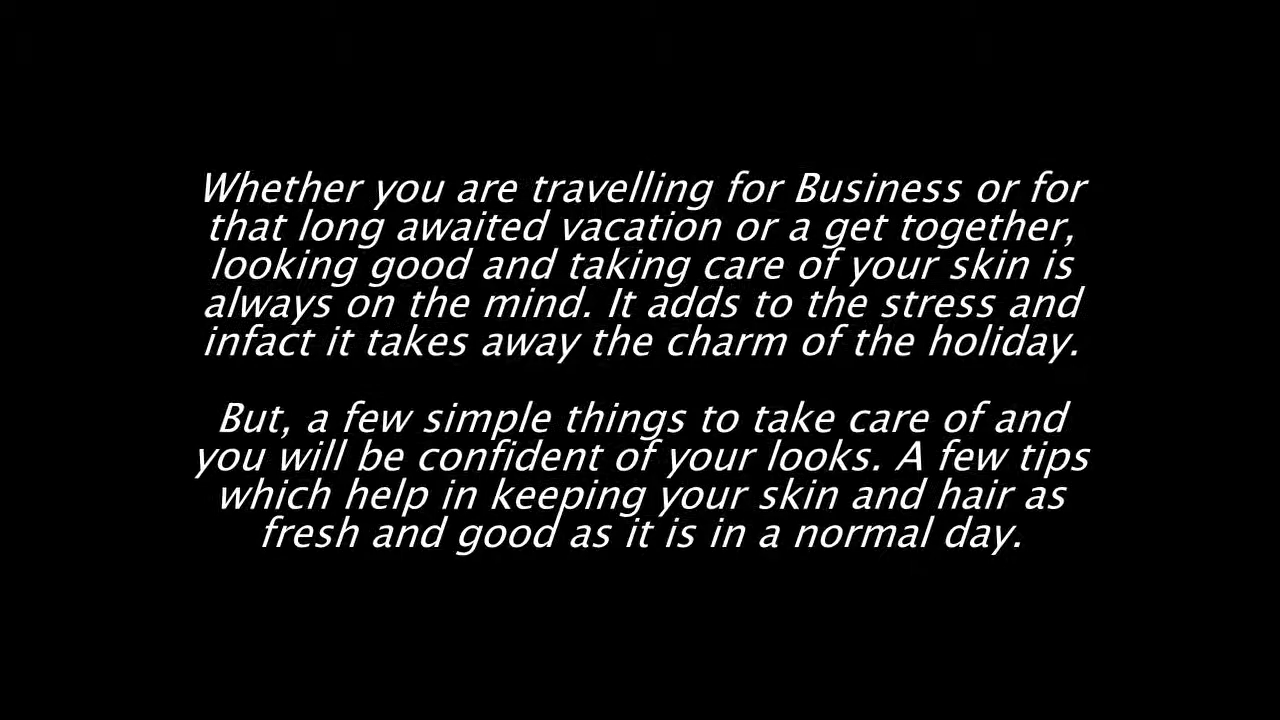 Whether you are travelling for Business or for
that long awaited vacation or a get together,
looking good and taking care of your skin is
always on the mind. It adds to the stress and
infact it takes away the charm of the holiday.
But, a few simple things to take care of and
you will be confident of your looks. A few tips
which help in keeping your skin and hair as
fresh and good as it is in a normal day.